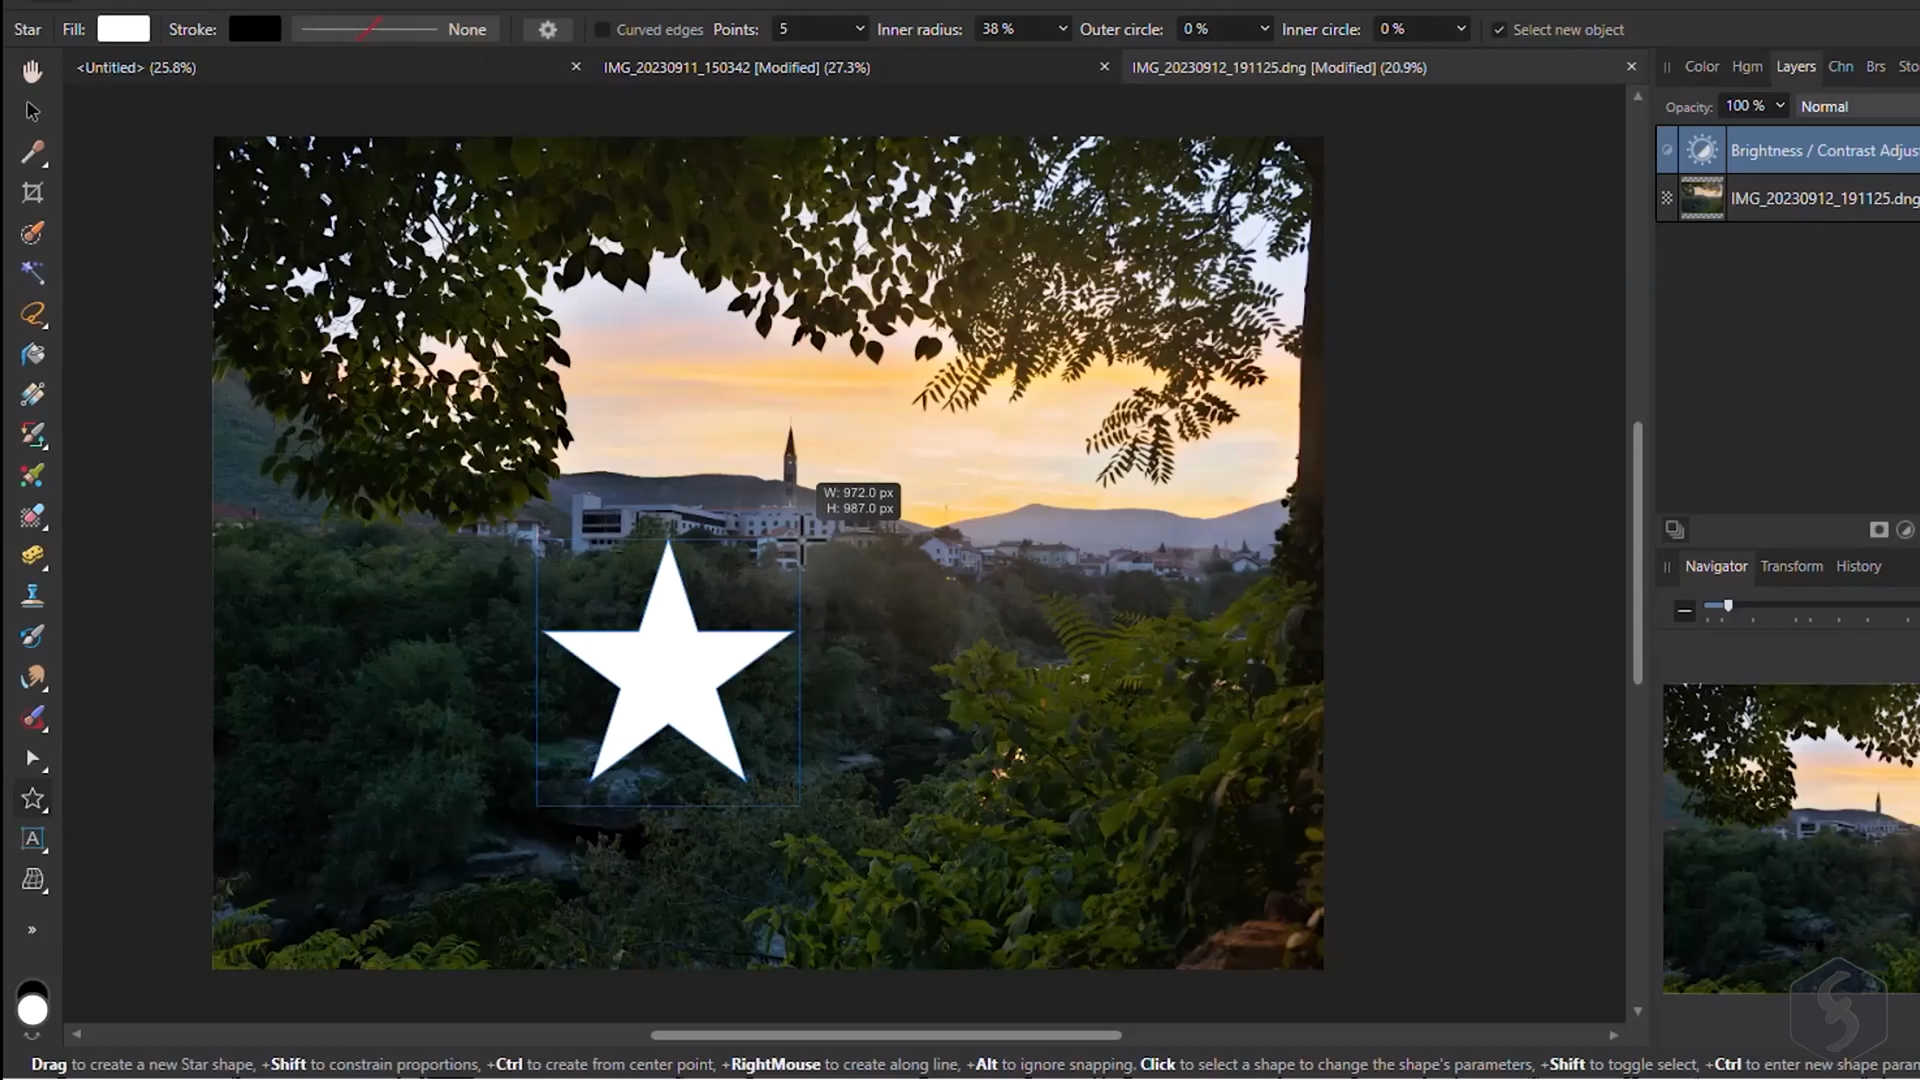 Star Fill: Stroke: None Curved edges Points: 5 Inner radius: 38 % Outer circle: 0 % Inner circle: 0 % Select new object
<Untitled> (25.8%) IMG_20230911_150342 [Modified] (27.3%) IMG_20230912_191125.dng [Modified] (20.9%)
Color Hgm Layers Chn Brs Sto
Opacity: 100 % Normal
Brightness / Contrast Adjus
IMG_20230912_191125.dng
W: 972.0 px
H: 987.0 px
Navigator Transform History
A
Drag to create a new Star shape, +Shift to constrain proportions, +Ctrl to create from center point, +RightMouse to create along line, +Alt to ignore snapping. Click to select a shape to change the shape's parameters, +Shift to toggle select, +Ctrl to enter new shape param